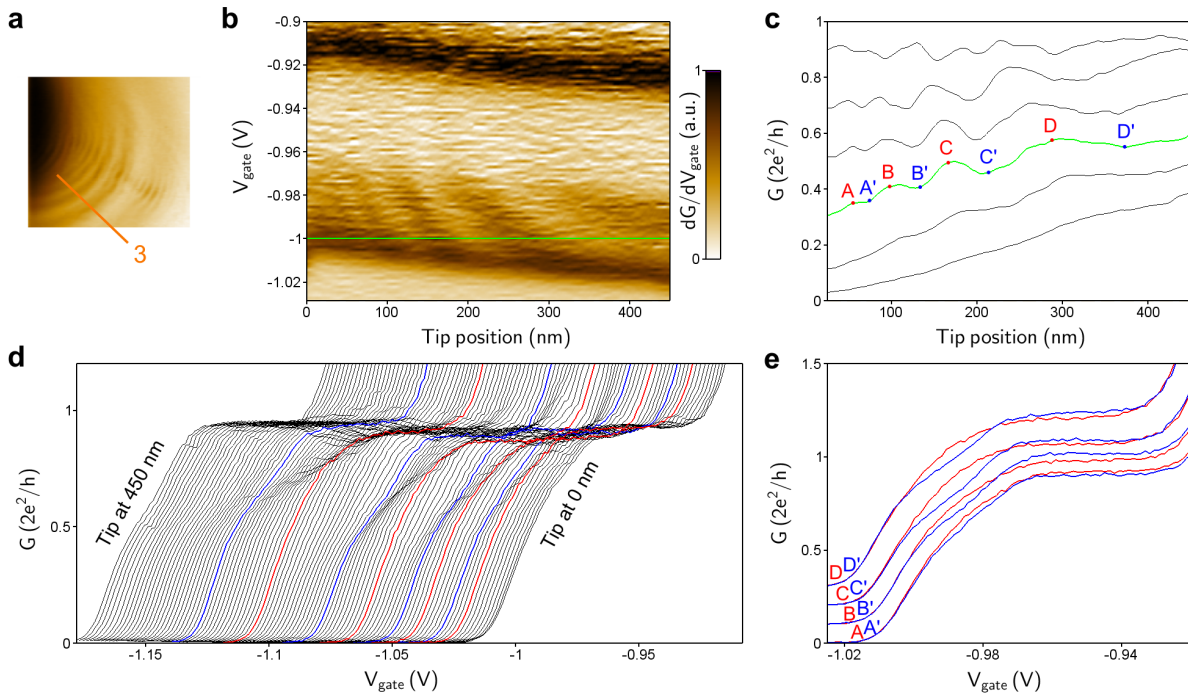 a
3
b
-0.9
-0.92
-0.94
-0.96
-0.98
-1
-1.02
V_gate (V)
0 100 200 300 400
Tip position (nm)
1
0
dG/dV_gate (a.u.)
c
1
0.8
0.6
0.4
0.2
0
G (2e²/h)
A A' B B' C C' D D'
100 200 300 400
Tip position (nm)
d
1
0.5
0
G (2e²/h)
Tip at 450 nm
Tip at 0 nm
-1.15 -1.1 -1.05 -1 -0.95
V_gate (V)
e
1.5
1
0.5
0
G (2e²/h)
D D'
C C'
B B'
A A'
-1.02 -0.98 -0.94
V_gate (V)